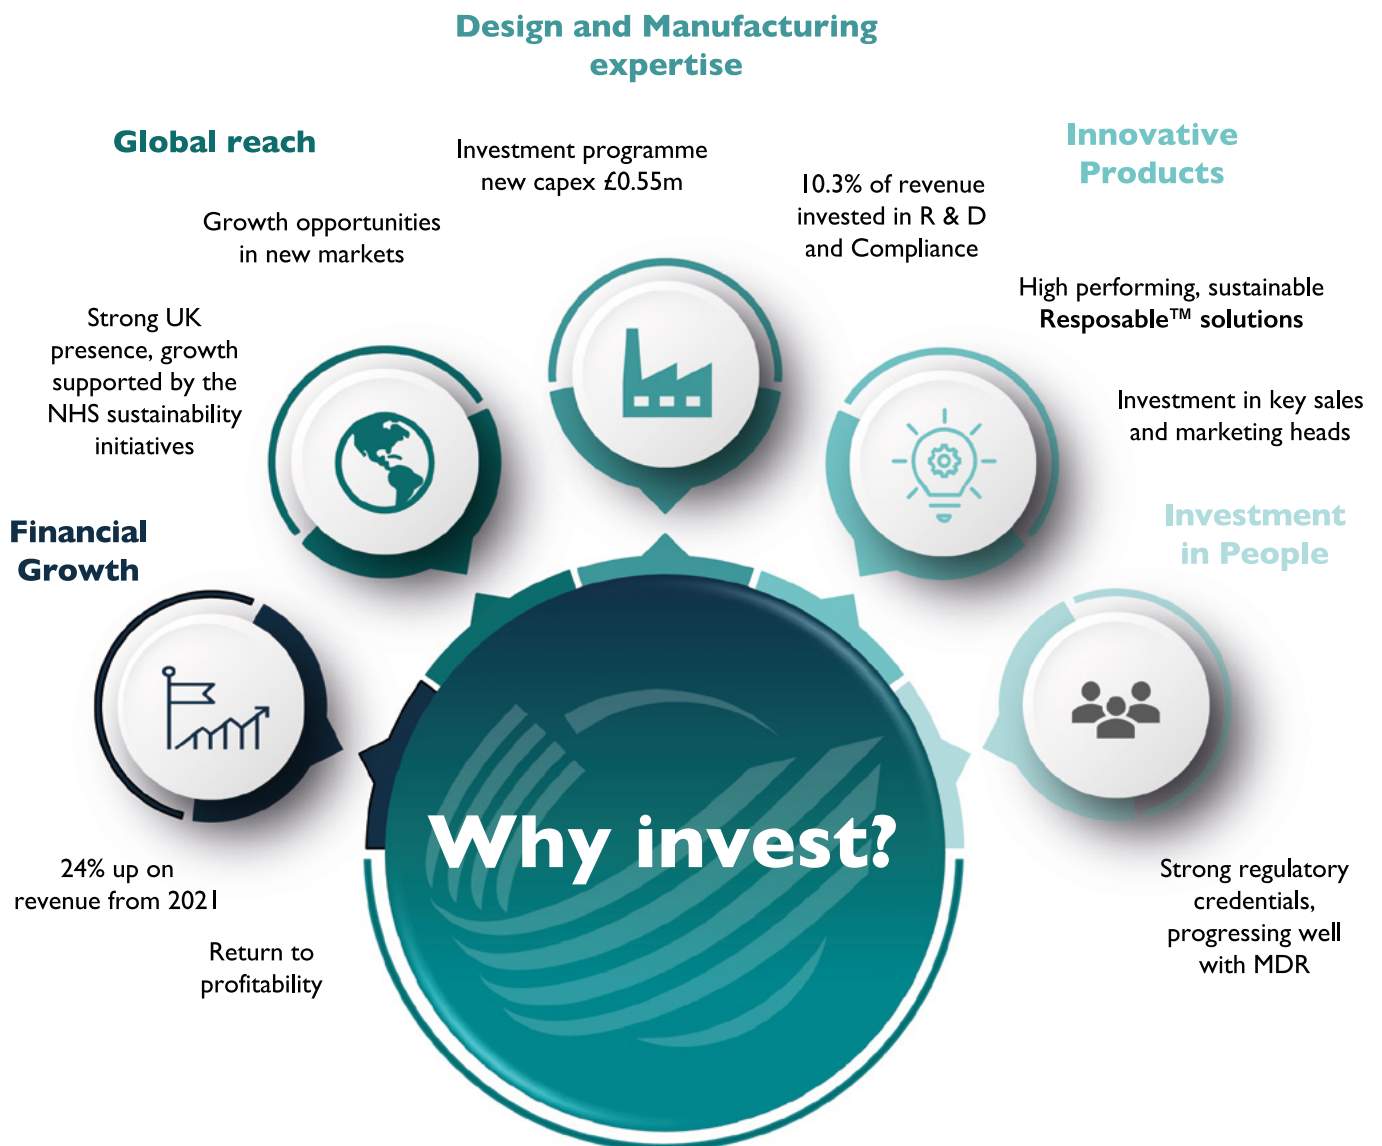 Design and Manufacturing
expertise
Global reach
Investment programme
new capex £0.55m
Innovative
Products
10.3% of revenue
invested in R & D
and Compliance
Growth opportunities
in new markets
High performing, sustainable
Resposable™ solutions
Strong UK
presence, growth
supported by the
NHS sustainability
initiatives
Investment in key sales
and marketing heads
Financial
Growth
Investment
in People
Why invest?
24% up on
revenue from 2021
Return to
profitability
Strong regulatory
credentials,
progressing well
with MDR